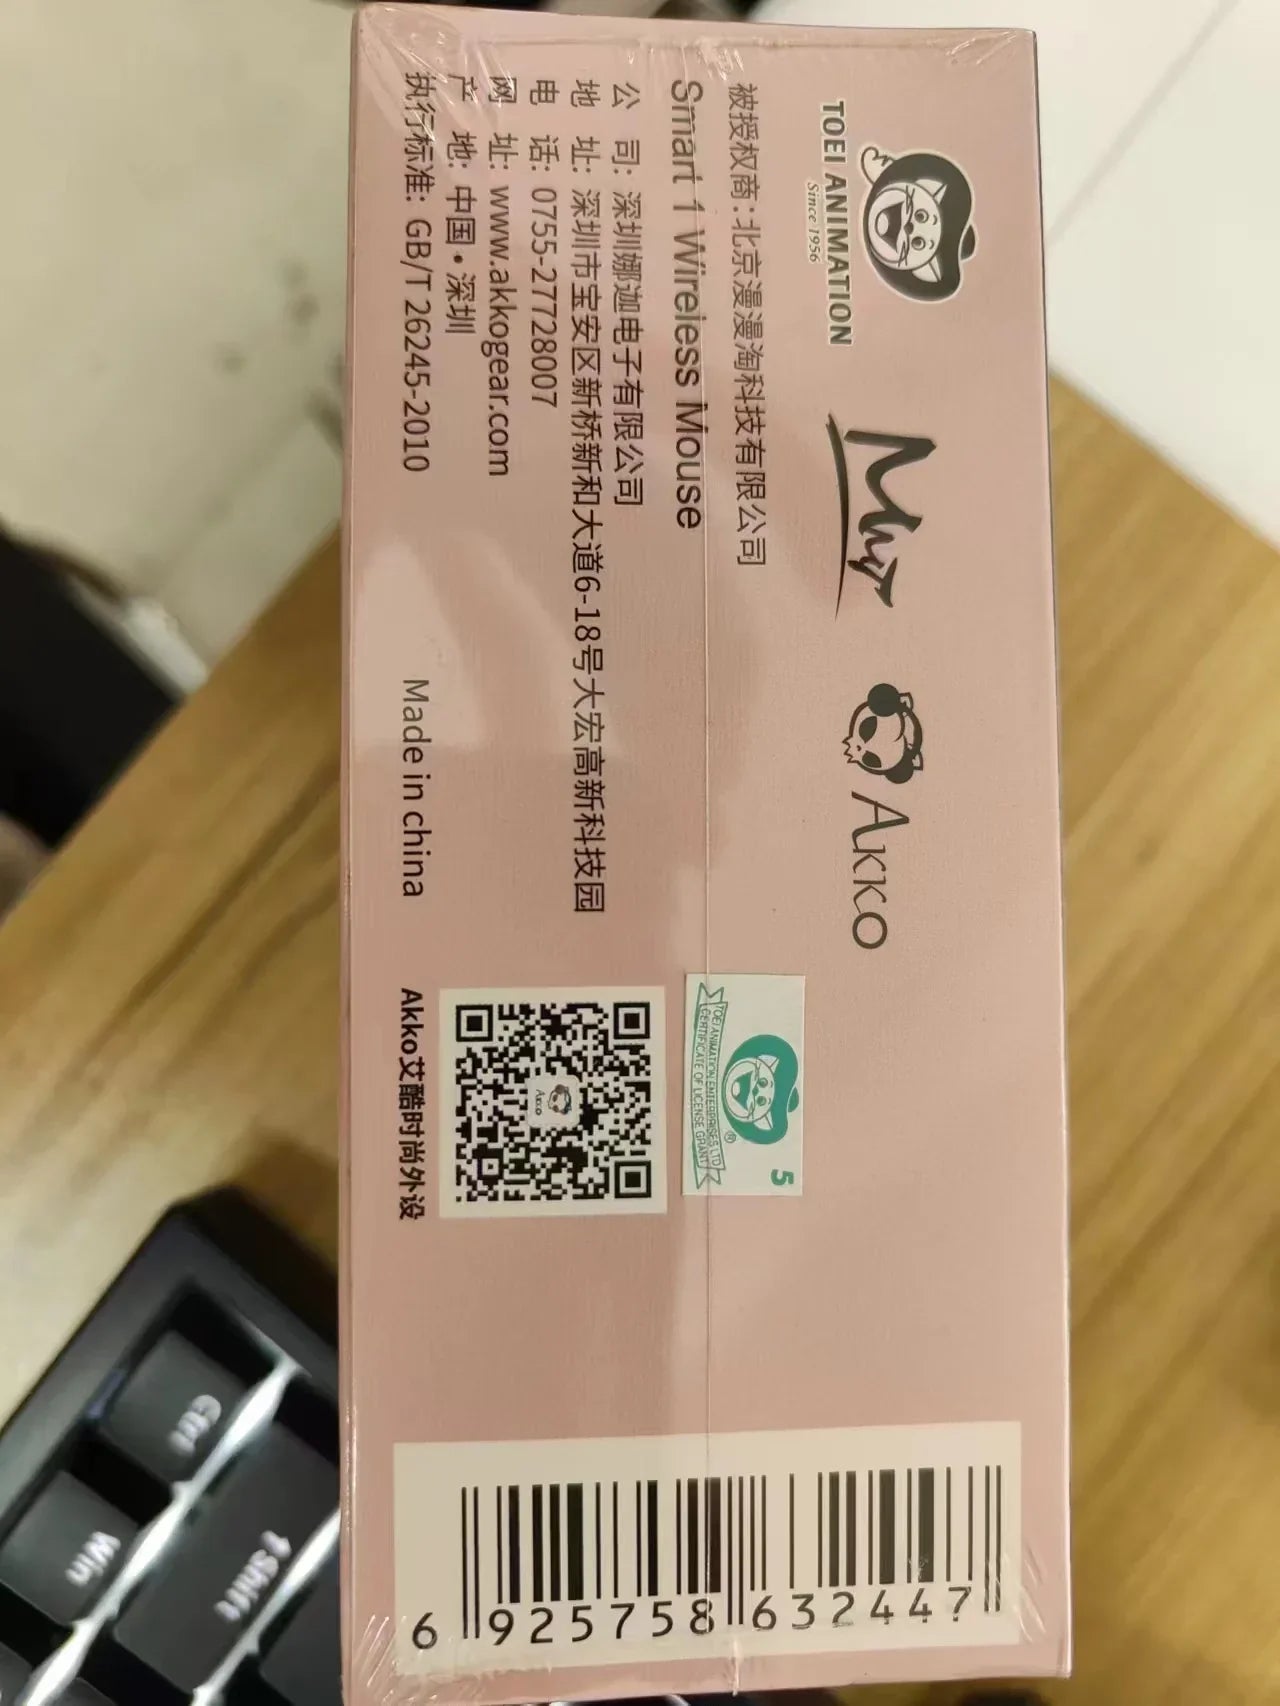 TOEI ANIMATION
Since 1956
AKKO
被授权商:北京漫漫淘科技有限公司
Smart 1 Wireless Mouse
公 司: 深圳娜迦电子有限公司
地 址: 深圳市宝安区新桥新和大道6-18号大宏高新科技园
电 话: 0755-27728007
网 址: www.akkogear.com
产 地: 中国·深圳
执行标准: GB/T 26245-2010
Made in china
5
®
TOEI ANIMATION ENTERPRISES LTD
CERTIFICATE OF LICENSE GRANT
AKKO
Akko艾酷时尚外设
6 925758 632447
Ctrl
Win
⇧Shift